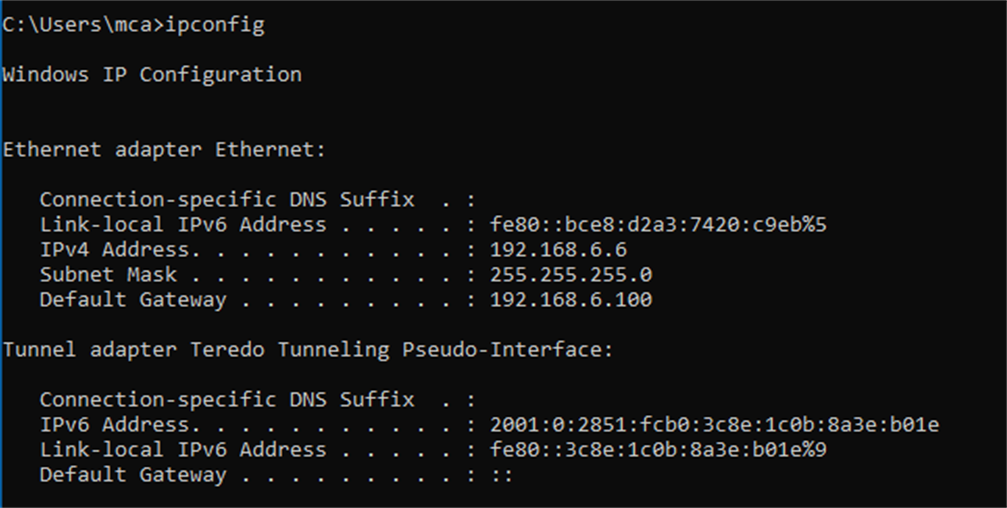 C:\Users\mca>ipconfig
Windows IP Configuration
Ethernet adapter Ethernet:
Connection-specific DNS Suffix  . :
Link-local IPv6 Address . . . . . : fe80::bce8:d2a3:7420:c9eb%5
IPv4 Address. . . . . . . . . . . : 192.168.6.6
Subnet Mask . . . . . . . . . . . : 255.255.255.0
Default Gateway . . . . . . . . . : 192.168.6.100
Tunnel adapter Teredo Tunneling Pseudo-Interface:
Connection-specific DNS Suffix  . :
IPv6 Address. . . . . . . . . . . : 2001:0:2851:fcb0:3c8e:1c0b:8a3e:b01e
Link-local IPv6 Address . . . . . : fe80::3c8e:1c0b:8a3e:b01e%9
Default Gateway . . . . . . . . . : ::